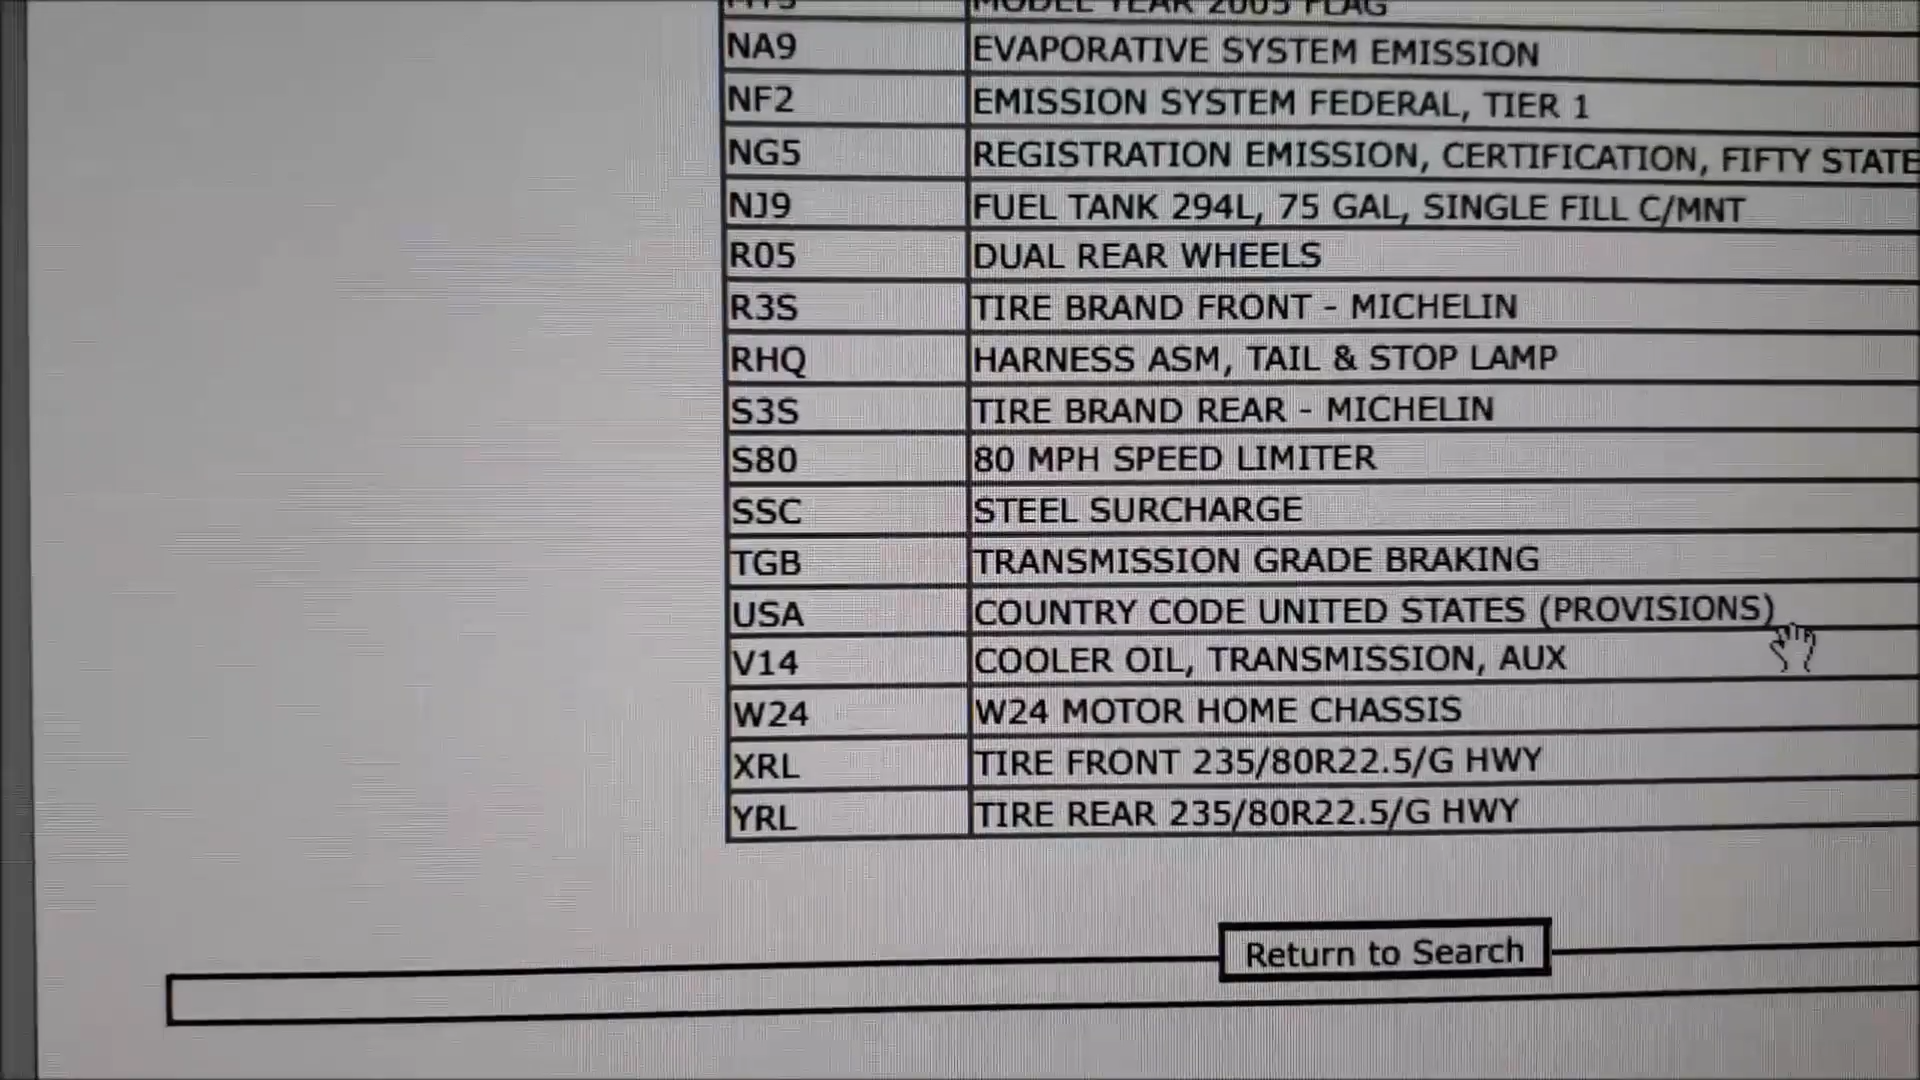 MODEL YEAR 2005 FLAG
NA9 EVAPORATIVE SYSTEM EMISSION
NF2 EMISSION SYSTEM FEDERAL, TIER 1
NG5 REGISTRATION EMISSION, CERTIFICATION, FIFTY STATE
NJ9 FUEL TANK 294L, 75 GAL, SINGLE FILL C/MNT
R05 DUAL REAR WHEELS
R3S TIRE BRAND FRONT - MICHELIN
RHQ HARNESS ASM, TAIL & STOP LAMP
S3S TIRE BRAND REAR - MICHELIN
S80 80 MPH SPEED LIMITER
SSC STEEL SURCHARGE
TGB TRANSMISSION GRADE BRAKING
USA COUNTRY CODE UNITED STATES (PROVISIONS)
V14 COOLER OIL, TRANSMISSION, AUX
W24 W24 MOTOR HOME CHASSIS
XRL TIRE FRONT 235/80R22.5/G HWY
YRL TIRE REAR 235/80R22.5/G HWY
Return to Search